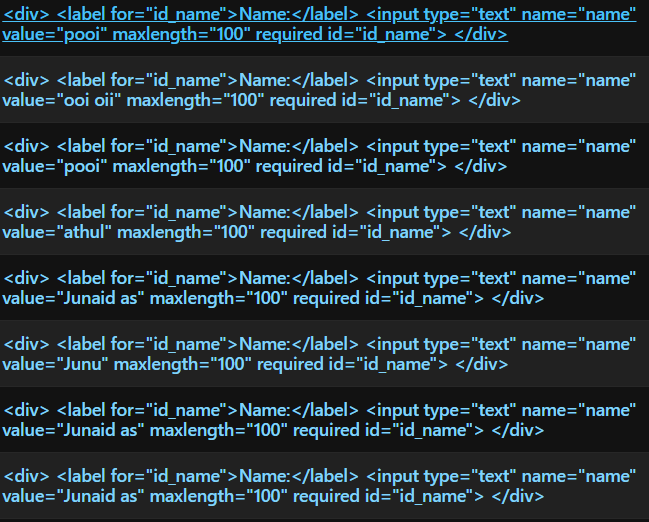 <div> <label for="id_name">Name:</label> <input type="text" name="name"
value="pooi" maxlength="100" required id="id_name"> </div>
<div> <label for="id_name">Name:</label> <input type="text" name="name"
value="ooi oii" maxlength="100" required id="id_name"> </div>
<div> <label for="id_name">Name:</label> <input type="text" name="name"
value="pooi" maxlength="100" required id="id_name"> </div>
<div> <label for="id_name">Name:</label> <input type="text" name="name"
value="athul" maxlength="100" required id="id_name"> </div>
<div> <label for="id_name">Name:</label> <input type="text" name="name"
value="Junaid as" maxlength="100" required id="id_name"> </div>
<div> <label for="id_name">Name:</label> <input type="text" name="name"
value="Junu" maxlength="100" required id="id_name"> </div>
<div> <label for="id_name">Name:</label> <input type="text" name="name"
value="Junaid as" maxlength="100" required id="id_name"> </div>
<div> <label for="id_name">Name:</label> <input type="text" name="name"
value="Junaid as" maxlength="100" required id="id_name"> </div>